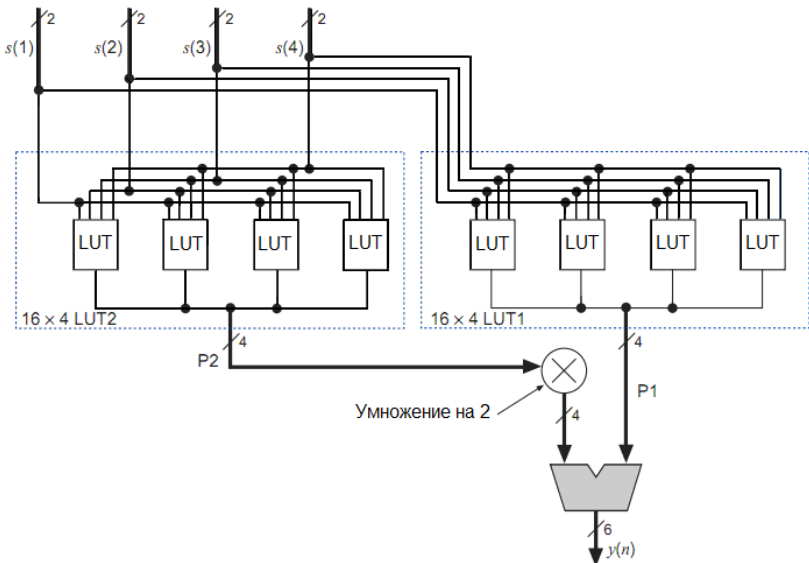 2 2 2 2
s(1) s(2) s(3) s(4)
LUT LUT LUT LUT LUT LUT LUT LUT
16 × 4 LUT2 16 × 4 LUT1
4 4
P2 P1
Умножение на 2
4
6
y(n)